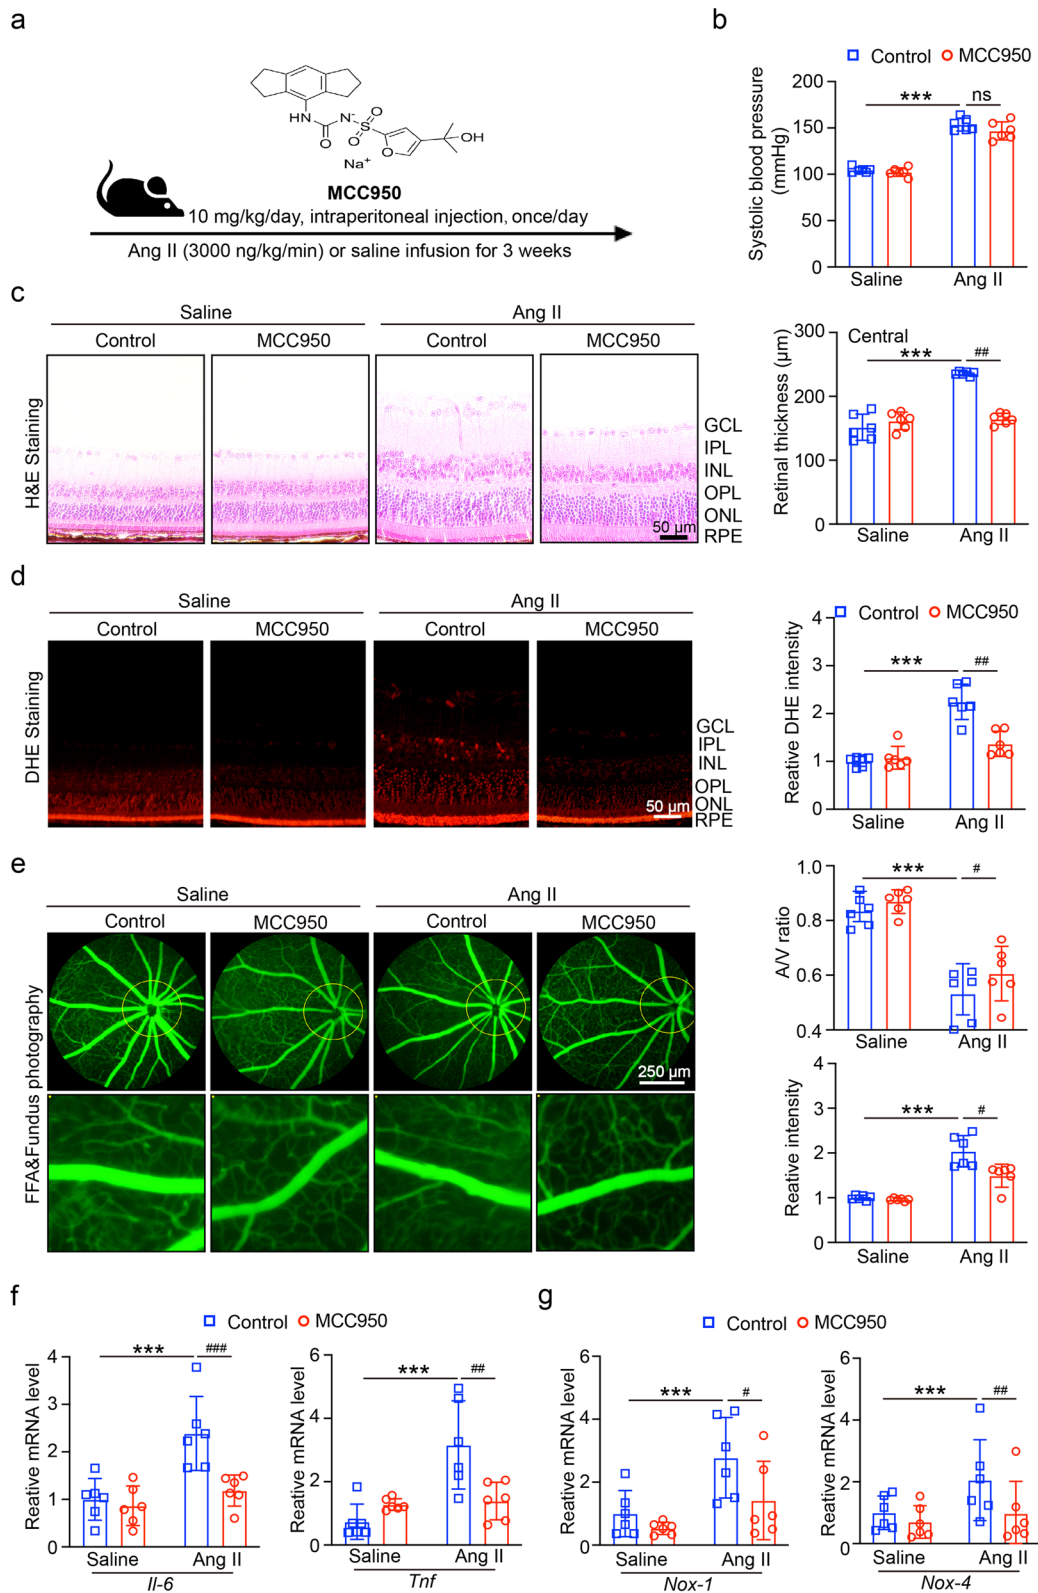 a
HN
N-
O
O
S
O
O
OH
Na⁺
MCC950
10 mg/kg/day, intraperitoneal injection, once/day
Ang II (3000 ng/kg/min) or saline infusion for 3 weeks
b
Control MCC950
Systolic blood pressure
(mmHg)
200
150
100
50
0
*** ns
Saline Ang II
c
Saline Ang II
Control MCC950 Control MCC950
H&E Staining
GCL
IPL
INL
OPL
ONL
RPE
50 µm
Retinal thickness (µm)
300
200
100
0
Central
*** ##
Saline Ang II
d
Saline Ang II
Control MCC950 Control MCC950
DHE Staining
GCL
IPL
INL
OPL
ONL
RPE
50 µm
Control MCC950
Reative DHE intensity
4
3
2
1
0
*** ##
Saline Ang II
e
Saline Ang II
Control MCC950 Control MCC950
FFA&Fundus photography
250 µm
A/V ratio
1.0
0.8
0.6
0.4
*** #
Saline Ang II
Reative intensity
4
3
2
1
0
*** #
Saline Ang II
f
Control MCC950
Relative mRNA level
4
3
2
1
0
*** ###
Saline Ang II
Il-6
Relative mRNA level
6
4
2
0
*** ##
Saline Ang II
Tnf
g
Control MCC950
Relative mRNA level
6
4
2
0
*** #
Saline Ang II
Nox-1
Relative mRNA level
6
4
2
0
*** ##
Saline Ang II
Nox-4